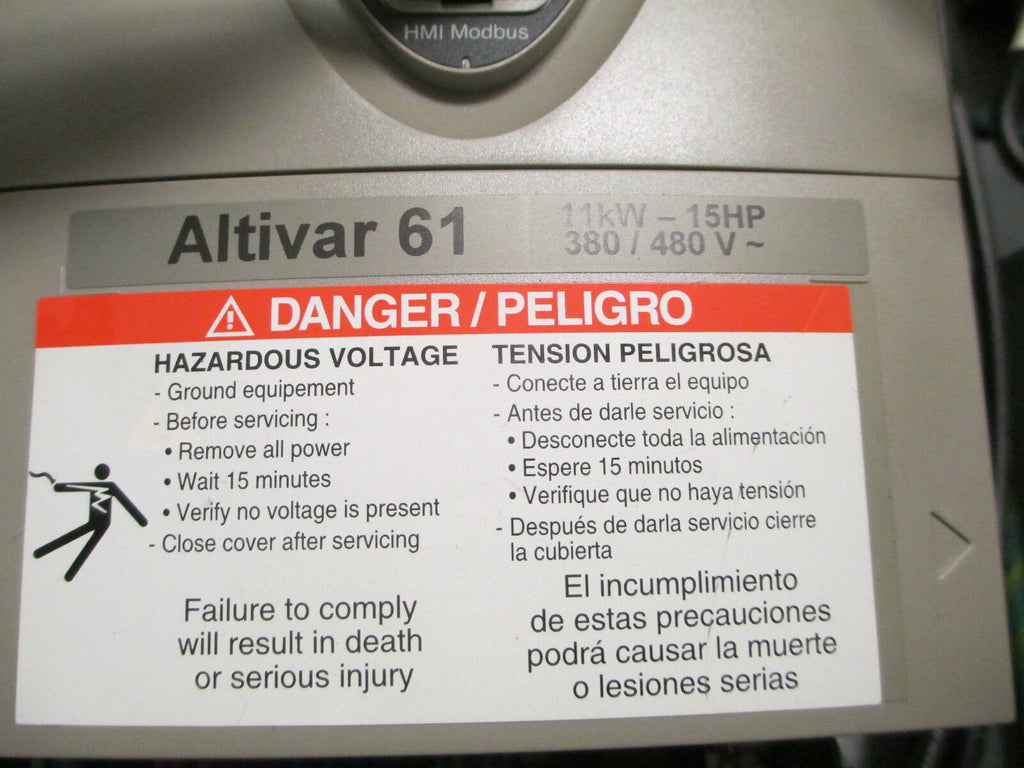 HMI Modbus
Altivar 61
11kW – 15HP
380 / 480 V ~
DANGER / PELIGRO
HAZARDOUS VOLTAGE
- Ground equipement
- Before servicing :
• Remove all power
• Wait 15 minutes
• Verify no voltage is present
- Close cover after servicing
Failure to comply
will result in death
or serious injury
TENSION PELIGROSA
- Conecte a tierra el equipo
- Antes de darle servicio :
• Desconecte toda la alimentación
• Espere 15 minutos
• Verifique que no haya tensión
- Después de darla servicio cierre
la cubierta
El incumplimiento
de estas precauciones
podrá causar la muerte
o lesiones serias